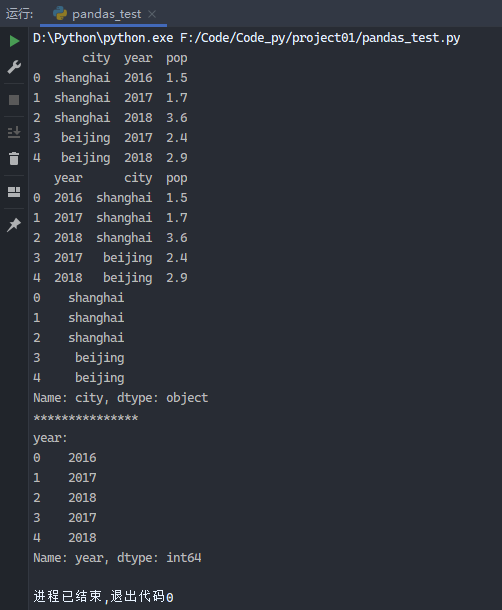 运行: pandas_test
D:\Python\python.exe F:/Code/Code_py/project01/pandas_test.py
city year pop
0 shanghai 2016 1.5
1 shanghai 2017 1.7
2 shanghai 2018 3.6
3 beijing 2017 2.4
4 beijing 2018 2.9
year city pop
0 2016 shanghai 1.5
1 2017 shanghai 1.7
2 2018 shanghai 3.6
3 2017 beijing 2.4
4 2018 beijing 2.9
0 shanghai
1 shanghai
2 shanghai
3 beijing
4 beijing
Name: city, dtype: object
***************
year:
0 2016
1 2017
2 2018
3 2017
4 2018
Name: year, dtype: int64
进程已结束,退出代码0